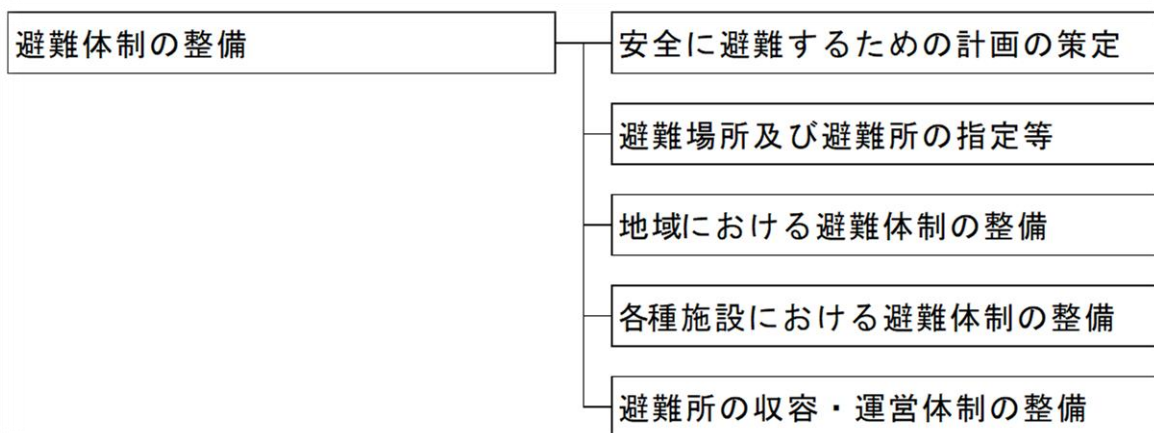 避難体制の整備
安全に避難するための計画の策定
避難場所及び避難所の指定等
地域における避難体制の整備
各種施設における避難体制の整備
避難所の収容・運営体制の整備